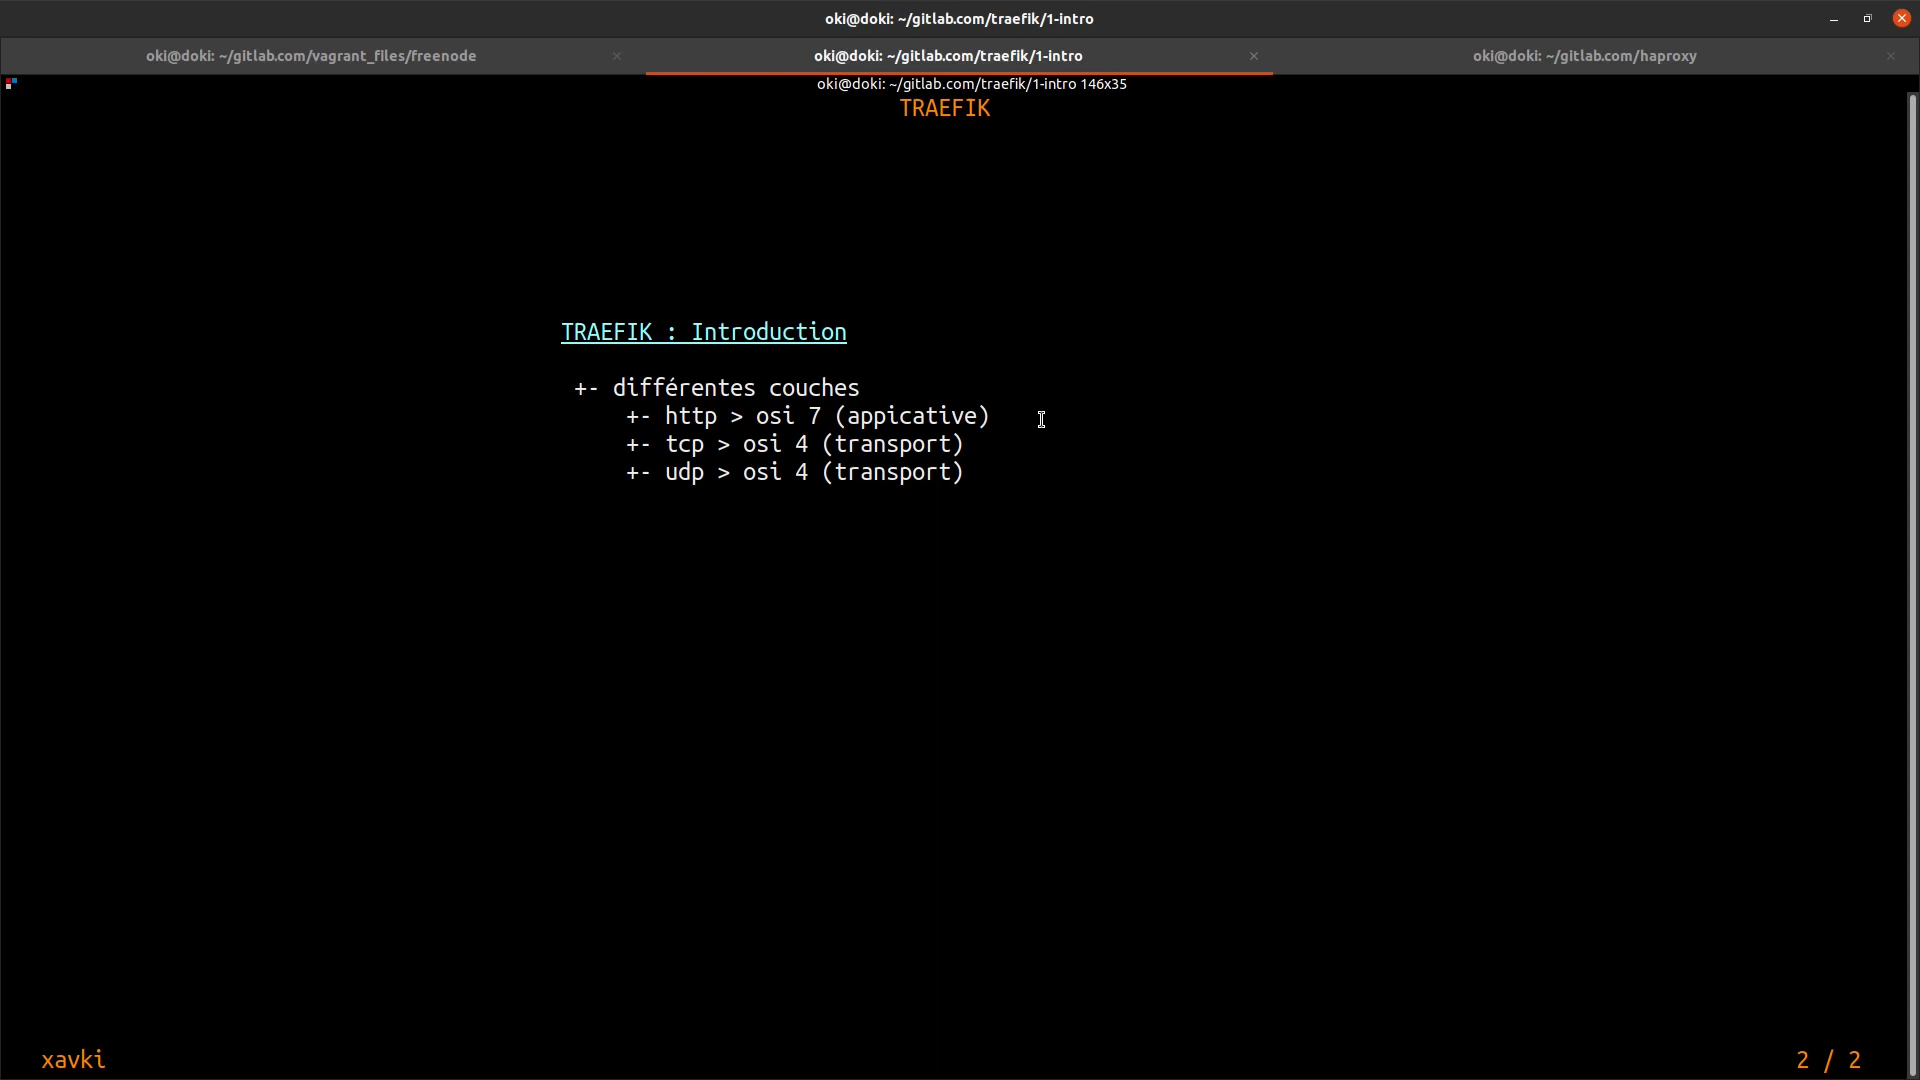 oki@doki: ~/gitlab.com/traefik/1-intro
oki@doki: ~/gitlab.com/vagrant_files/freenode
oki@doki: ~/gitlab.com/traefik/1-intro
oki@doki: ~/gitlab.com/haproxy
oki@doki: ~/gitlab.com/traefik/1-intro 146x35
TRAEFIK
TRAEFIK : Introduction
+- différentes couches
+- http > osi 7 (appicative)
+- tcp > osi 4 (transport)
+- udp > osi 4 (transport)
xavki
2 / 2